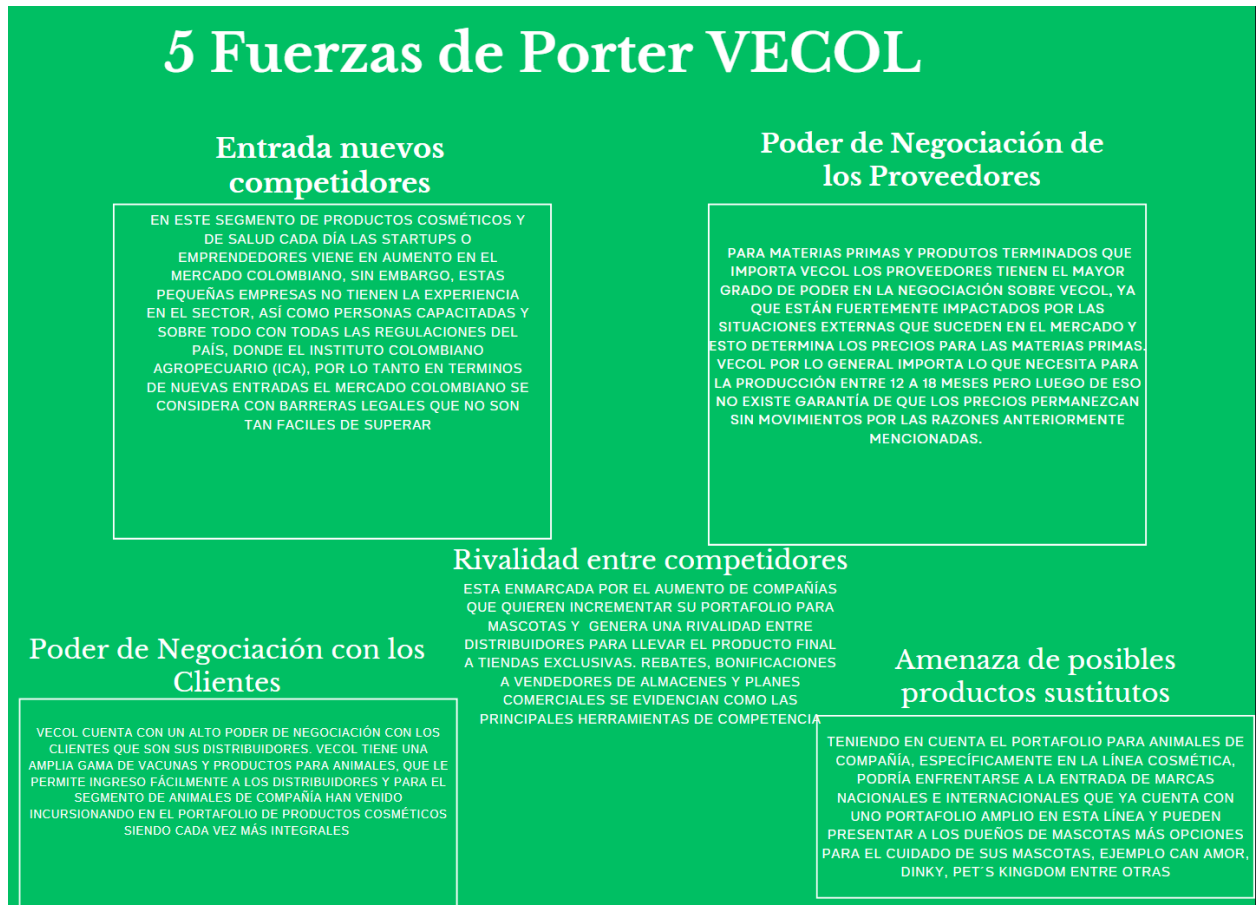 5 Fuerzas de Porter VECOL
Entrada nuevos
competidores
EN ESTE SEGMENTO DE PRODUCTOS COSMÉTICOS Y
DE SALUD CADA DÍA LAS STARTUPS O
EMPRENDEDORES VIENE EN AUMENTO EN EL
MERCADO COLOMBIANO, SIN EMBARGO, ESTAS
PEQUEÑAS EMPRESAS NO TIENEN LA EXPERIENCIA
EN EL SECTOR, ASÍ COMO PERSONAS CAPACITADAS Y
SOBRE TODO CON TODAS LAS REGULACIONES DEL
PAÍS, DONDE EL INSTITUTO COLOMBIANO
AGROPECUARIO (ICA), POR LO TANTO EN TERMINOS
DE NUEVAS ENTRADAS EL MERCADO COLOMBIANO SE
CONSIDERA CON BARRERAS LEGALES QUE NO SON
TAN FACILES DE SUPERAR
Poder de Negociación de
los Proveedores
PARA MATERIAS PRIMAS Y PRODUTOS TERMINADOS QUE
IMPORTA VECOL LOS PROVEEDORES TIENEN EL MAYOR
GRADO DE PODER EN LA NEGOCIACIÓN SOBRE VECOL, YA
QUE ESTÁN FUERTEMENTE IMPACTADOS POR LAS
SITUACIONES EXTERNAS QUE SUCEDEN EN EL MERCADO Y
ESTO DETERMINA LOS PRECIOS PARA LAS MATERIAS PRIMAS.
VECOL POR LO GENERAL IMPORTA LO QUE NECESITA PARA
LA PRODUCCIÓN ENTRE 12 A 18 MESES PERO LUEGO DE ESO
NO EXISTE GARANTÍA DE QUE LOS PRECIOS PERMANEZCAN
SIN MOVIMIENTOS POR LAS RAZONES ANTERIORMENTE
MENCIONADAS.
Rivalidad entre competidores
ESTA ENMARCADA POR EL AUMENTO DE COMPAÑÍAS
QUE QUIEREN INCREMENTAR SU PORTAFOLIO PARA
MASCOTAS Y GENERA UNA RIVALIDAD ENTRE
DISTRIBUIDORES PARA LLEVAR EL PRODUCTO FINAL
A TIENDAS EXCLUSIVAS. REBATES, BONIFICACIONES
A VENDEDORES DE ALMACENES Y PLANES
COMERCIALES SE EVIDENCIAN COMO LAS
PRINCIPALES HERRAMIENTAS DE COMPETENCIA
Poder de Negociación con los
Clientes
VECOL CUENTA CON UN ALTO PODER DE NEGOCIACIÓN CON LOS
CLIENTES QUE SON SUS DISTRIBUIDORES. VECOL TIENE UNA
AMPLIA GAMA DE VACUNAS Y PRODUCTOS PARA ANIMALES, QUE LE
PERMITE INGRESO FÁCILMENTE A LOS DISTRIBUIDORES Y PARA EL
SEGMENTO DE ANIMALES DE COMPAÑÍA HAN VENIDO
INCURSIONANDO EN EL PORTAFOLIO DE PRODUCTOS COSMÉTICOS
SIENDO CADA VEZ MÁS INTEGRALES
Amenaza de posibles
productos sustitutos
TENIENDO EN CUENTA EL PORTAFOLIO PARA ANIMALES DE
COMPAÑÍA, ESPECÍFICAMENTE EN LA LÍNEA COSMÉTICA,
PODRÍA ENFRENTARSE A LA ENTRADA DE MARCAS
NACIONALES E INTERNACIONALES QUE YA CUENTA CON
UNO PORTAFOLIO AMPLIO EN ESTA LÍNEA Y PUEDEN
PRESENTAR A LOS DUEÑOS DE MASCOTAS MÁS OPCIONES
PARA EL CUIDADO DE SUS MASCOTAS, EJEMPLO CAN AMOR,
DINKY, PET´S KINGDOM ENTRE OTRAS